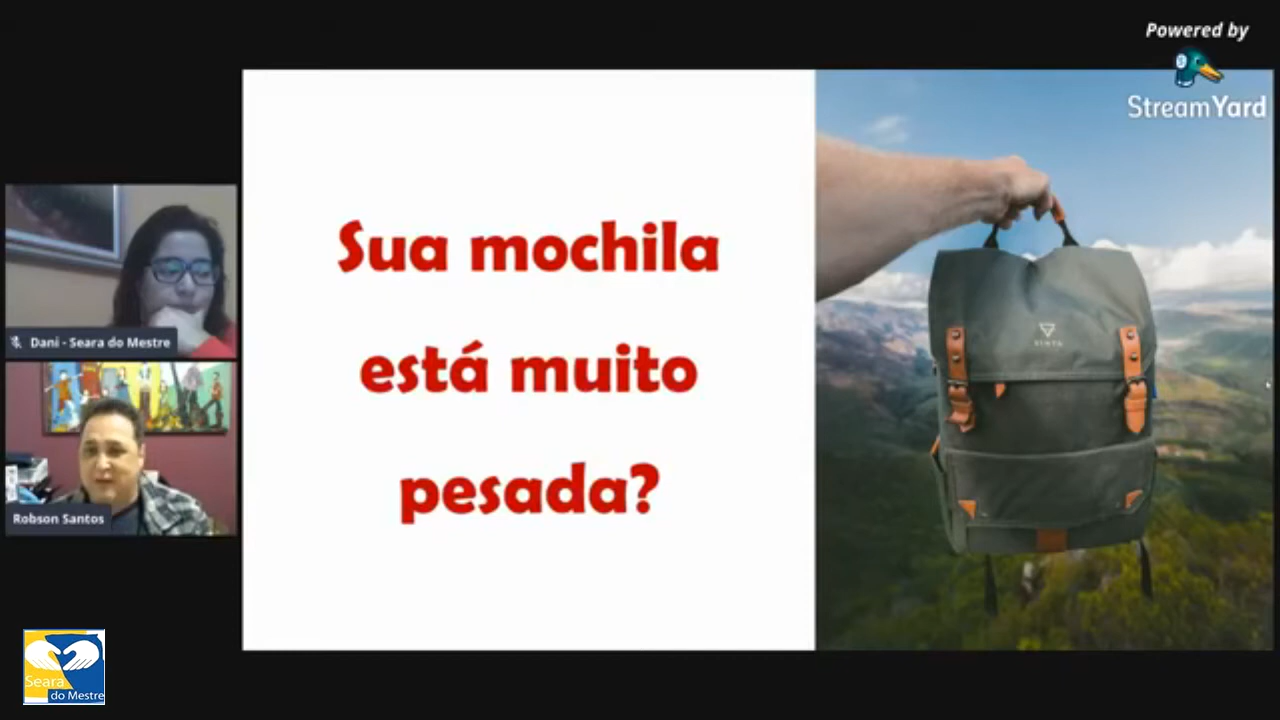 Powered by
StreamYard
Sua mochila
está muito
pesada?
Dani - Seara do Mestre
Robson Santos
Seara
do Mestre